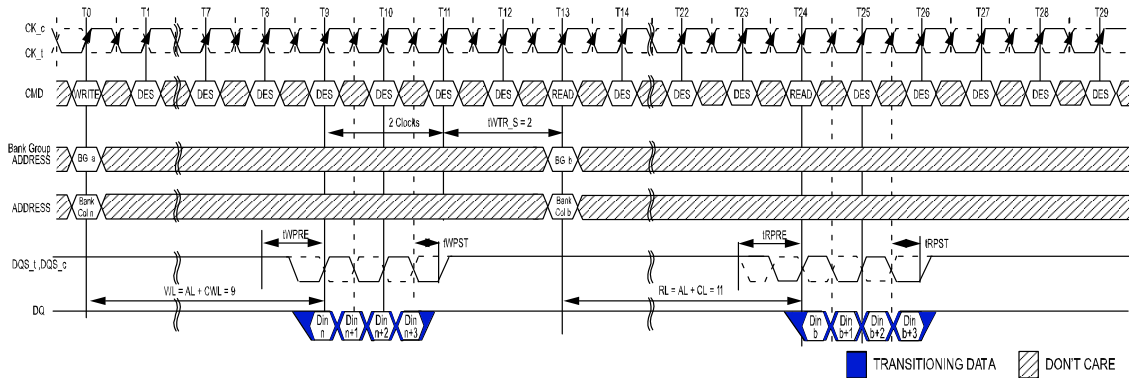 T0 T1 T7 T8 T9 T10 T11 T12 T13 T14 T22 T23 T24 T25 T26 T27 T28 T29
CK_c
CK_t
CMD WRITE DES DES DES DES DES DES DES READ DES DES DES READ DES DES DES DES DES
2 Clocks tWTR_S = 2
Bank Group
ADDRESS BG a BG b
ADDRESS Bank Col n Bank Col b
tWPRE tWPST tRPRE tRPST
DQS_t ,DQS_c
WL = AL + CWL = 9 RL = AL + CL = 11
DQ Din n Din n+1 Din n+2 Din n+3 Din b Din b+1 Din b+2 Din b+3
TRANSITIONING DATA DON'T CARE